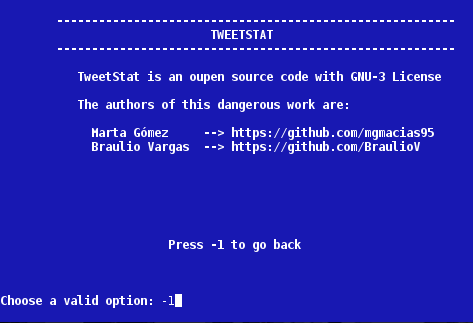 ---------------------------------------------------------
TWEETSTAT
---------------------------------------------------------
TweetStat is an oupen source code with GNU-3 License
The authors of this dangerous work are:
Marta Gómez --> https://github.com/mgmacias95
Braulio Vargas --> https://github.com/BraulioV
Press -1 to go back
Choose a valid option: -1